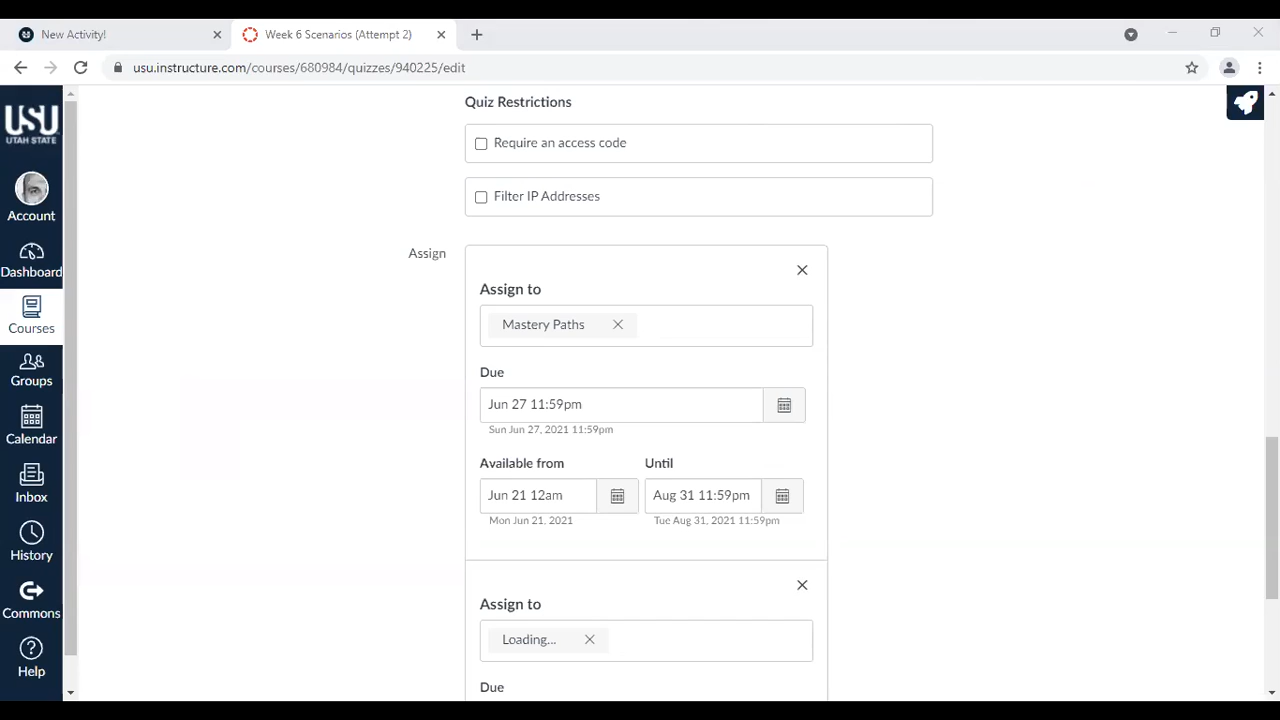 New Activity!
Week 6 Scenarios (Attempt 2)
usu.instructure.com/courses/680984/quizzes/940225/edit
USU
UTAH STATE
Account
Dashboard
Courses
Groups
Calendar
Inbox
History
Commons
Help
Quiz Restrictions
Require an access code
Filter IP Addresses
Assign
Assign to
Mastery Paths
Due
Jun 27 11:59pm
Sun Jun 27, 2021 11:59pm
Available from Until
Jun 21 12am Aug 31 11:59pm
Mon Jun 21, 2021 Tue Aug 31, 2021 11:59pm
Assign to
Loading...
Due